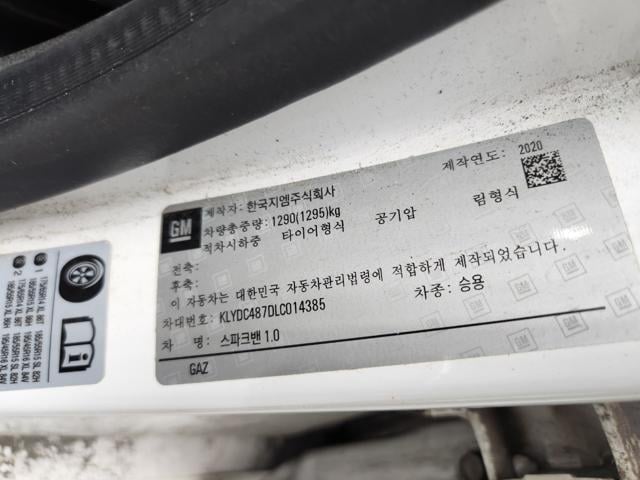 GM
제작자: 한국지엠주식회사
제작연도: 2020
차량총중량: 1290(1295)kg
적차시하중 타이어형식 공기압 림형식
전축:
후축:
이 자동차는 대한민국 자동차관리법령에 적합하게 제작되었습니다
차대번호: KLYDC487DLC014385 차종: 승용
차 명 : 스파크밴 1.0
GAZ